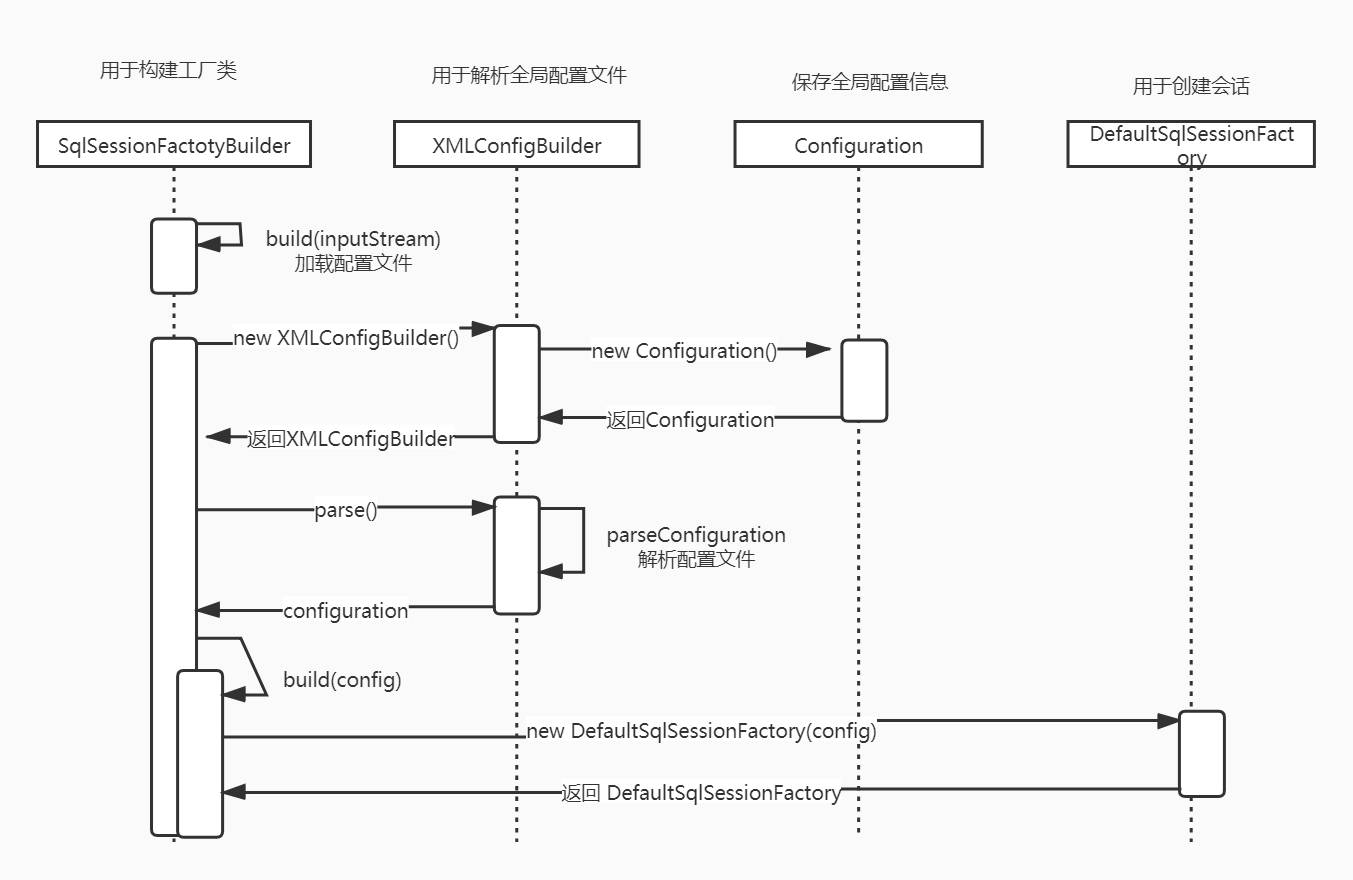 用于构建工厂类
用于解析全局配置文件
保存全局配置信息
用于创建会话
SqlSessionFactotyBuilder
XMLConfigBuilder
Configuration
DefaultSqlSessionFact
ory
build(inputStream)
加载配置文件
new XMLConfigBuilder()
new Configuration()
返回Configuration
返回XMLConfigBuilder
parse()
parseConfiguration
解析配置文件
configuration
build(config)
new DefaultSqlSessionFactory(config)
返回 DefaultSqlSessionFactory